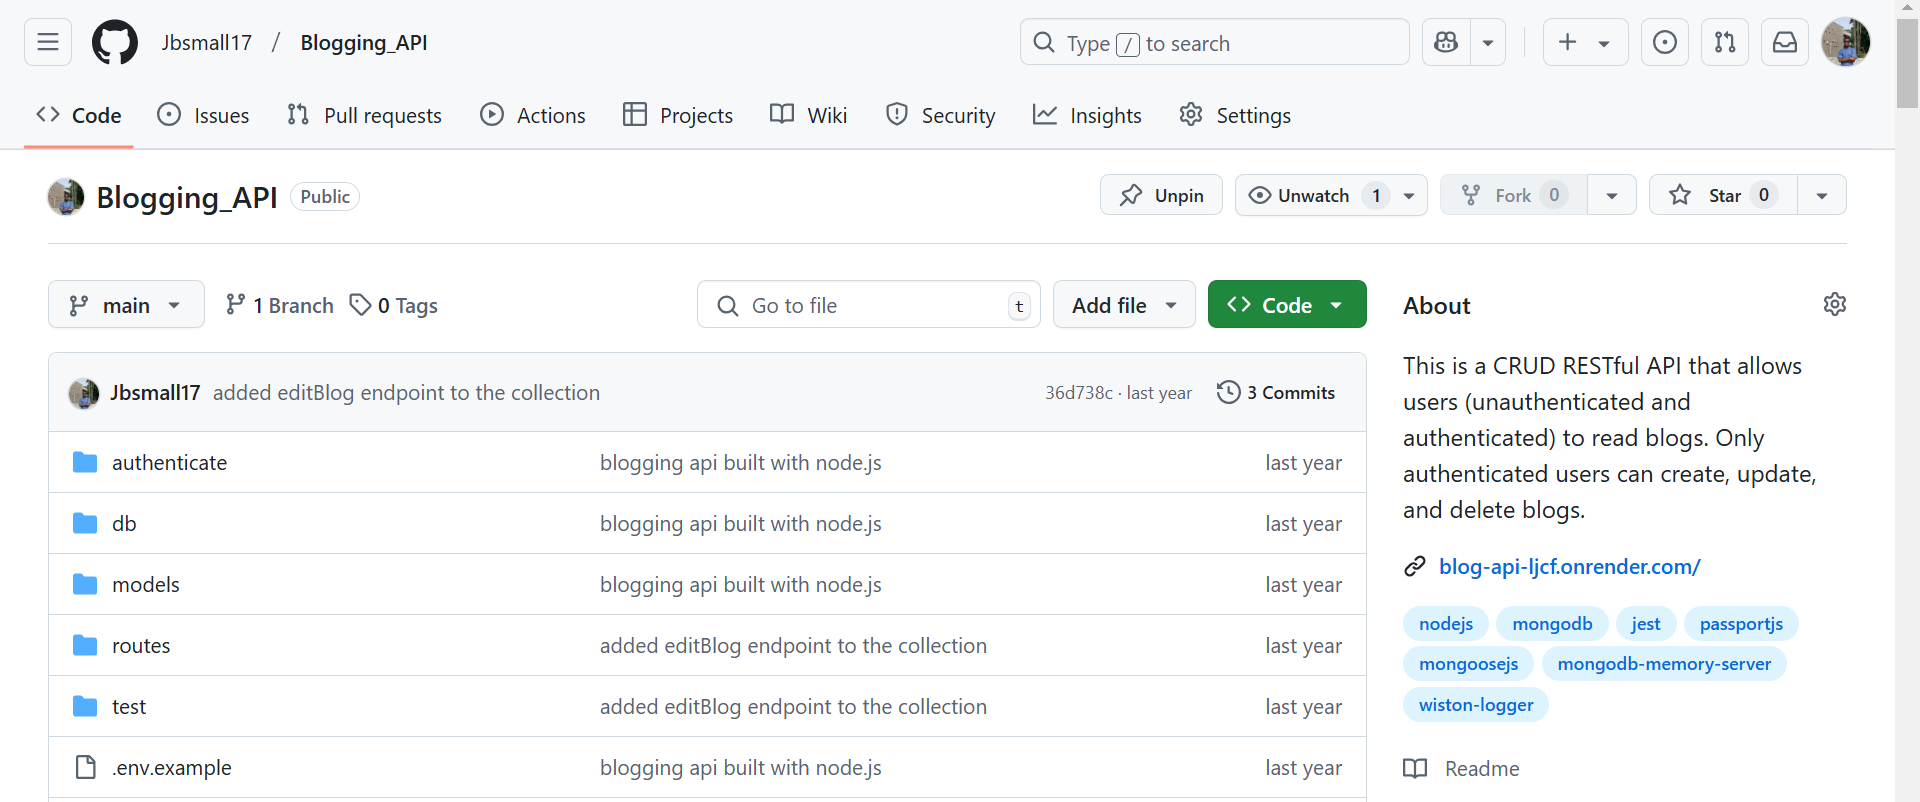 Jbsmall17 / Blogging_API
Type / to search
Code Issues Pull requests Actions Projects Wiki Security Insights Settings
Blogging_API Public
Unpin Unwatch 1 Fork 0 Star 0
main 1 Branch 0 Tags
Go to file t Add file Code
Jbsmall17 added editBlog endpoint to the collection 36d738c · last year 3 Commits
authenticate blogging api built with node.js last year
db blogging api built with node.js last year
models blogging api built with node.js last year
routes added editBlog endpoint to the collection last year
test added editBlog endpoint to the collection last year
.env.example blogging api built with node.js last year
About
This is a CRUD RESTful API that allows
users (unauthenticated and
authenticated) to read blogs. Only
authenticated users can create, update,
and delete blogs.
blog-api-ljcf.onrender.com/
nodejs mongodb jest passportjs
mongoosejs mongodb-memory-server
wiston-logger
Readme